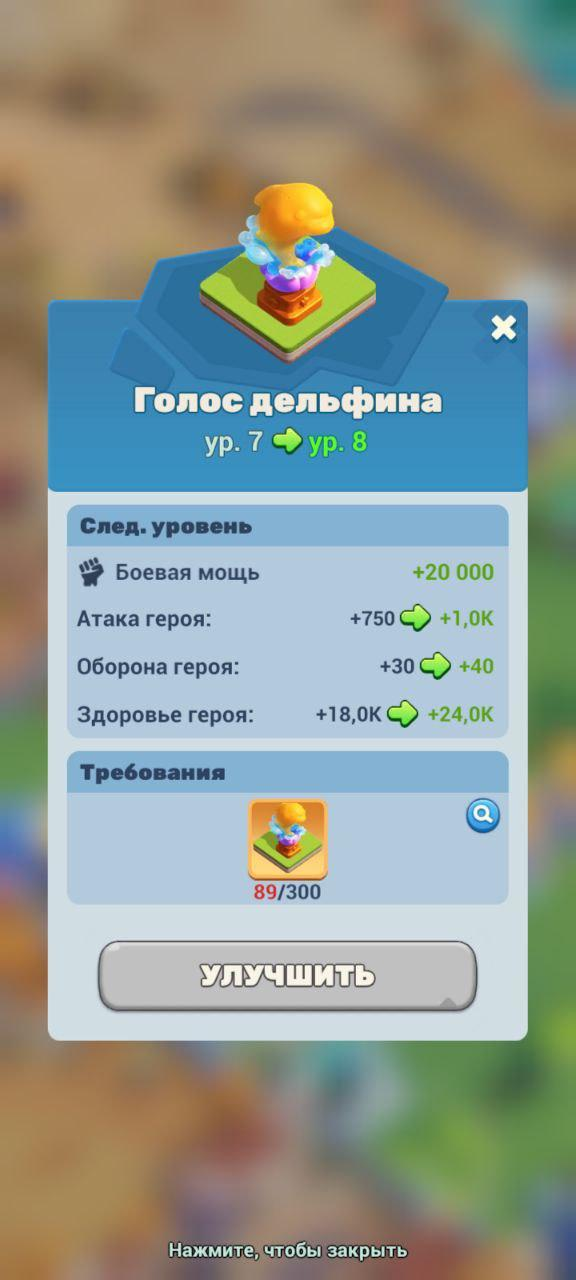 Голос дельфина
ур. 7 ур. 8
След. уровень
Боевая мощь +20 000
Атака героя: +750 +1,0K
Оборона героя: +30 +40
Здоровье героя: +18,0K +24,0K
Требования
89/300
УЛУЧШИТЬ
Нажмите, чтобы закрыть